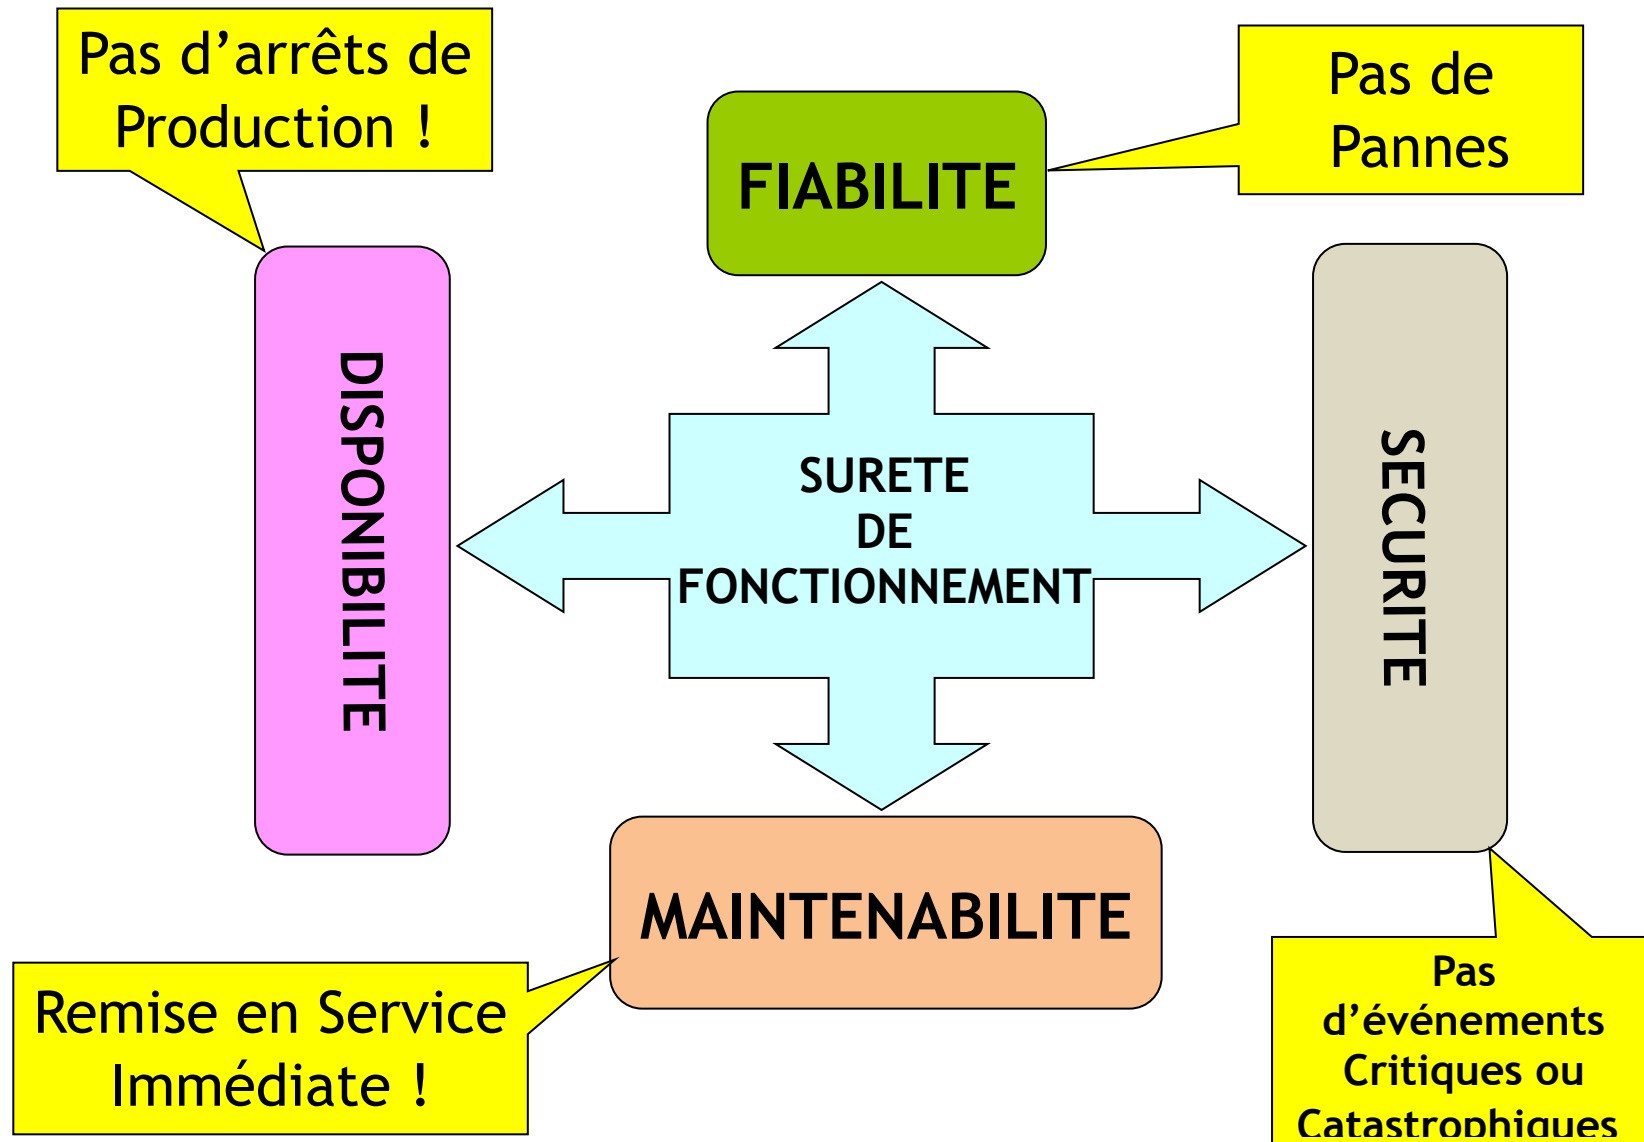 Pas d’arrêts de
Production !
Pas de
Pannes
FIABILITE
DISPONIBILITE
SURETE
DE
FONCTIONNEMENT
SECURITE
MAINTENABILITE
Remise en Service
Immédiate !
Pas
d’événements
Critiques ou
Catastrophiques